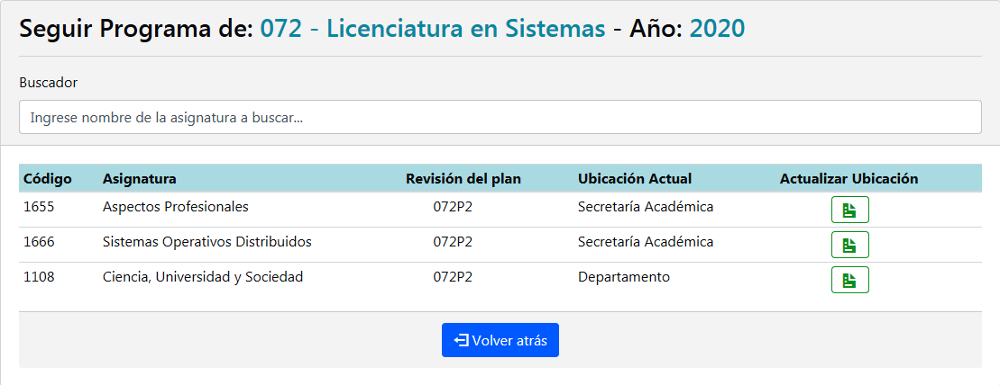 Seguir Programa de: 072 - Licenciatura en Sistemas - Año: 2020
Buscador
Ingrese nombre de la asignatura a buscar...
Código Asignatura Revisión del plan Ubicación Actual Actualizar Ubicación
1655 Aspectos Profesionales 072P2 Secretaría Académica
1666 Sistemas Operativos Distribuidos 072P2 Secretaría Académica
1108 Ciencia, Universidad y Sociedad 072P2 Departamento
Volver atrás